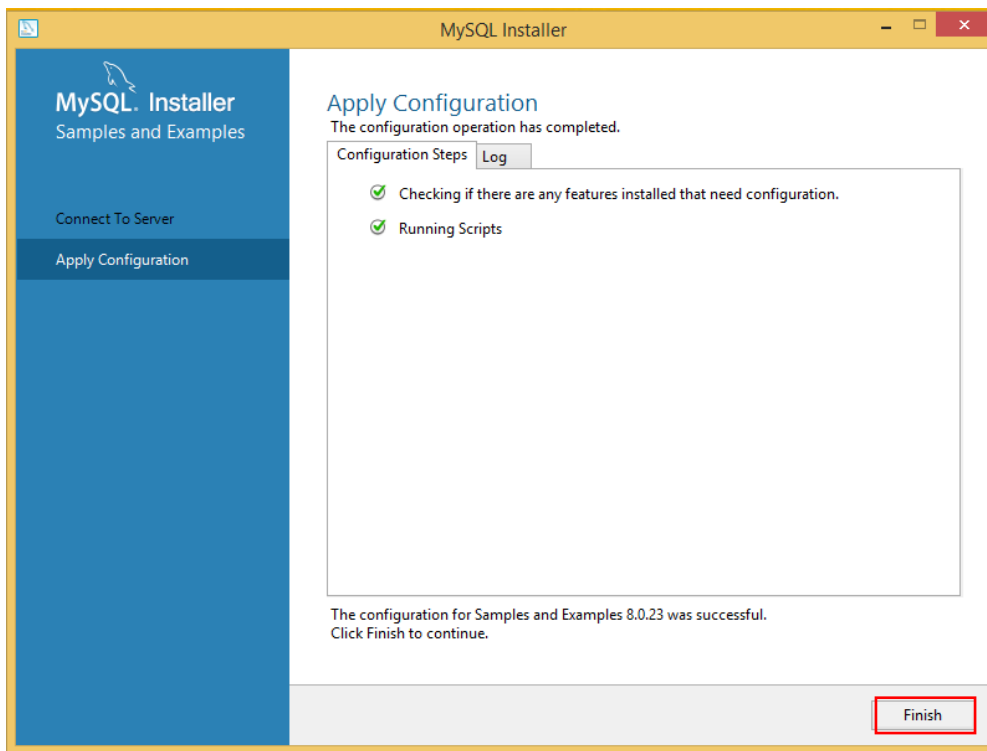 MySQL Installer
MySQL. Installer
Samples and Examples
Connect To Server
Apply Configuration
Apply Configuration
The configuration operation has completed.
Configuration Steps Log
Checking if there are any features installed that need configuration.
Running Scripts
The configuration for Samples and Examples 8.0.23 was successful.
Click Finish to continue.
Finish